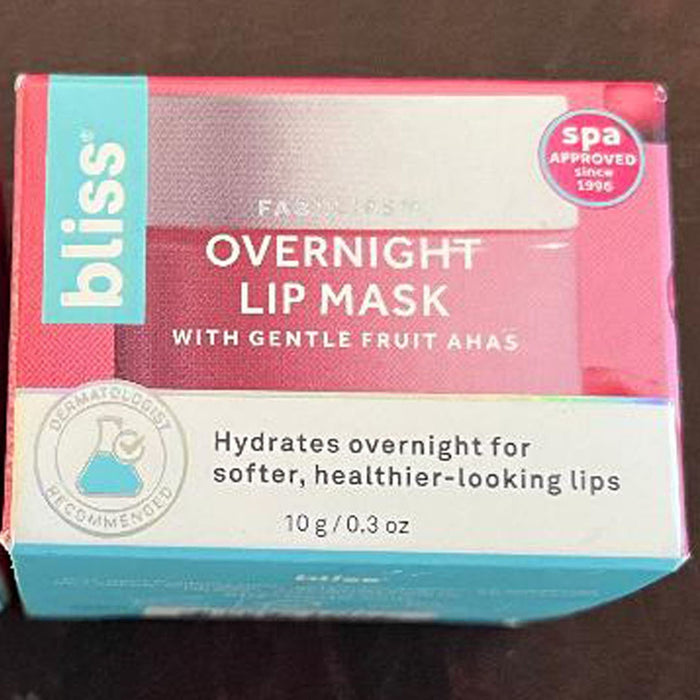 bliss®
spa
APPROVED
since
1996
OVERNIGHT
LIP MASK
WITH GENTLE FRUIT AHAS
DERMATOLOGIST
RECOMMENDED
Hydrates overnight for
softer, healthier-looking lips
10 g / 0.3 oz
bliss